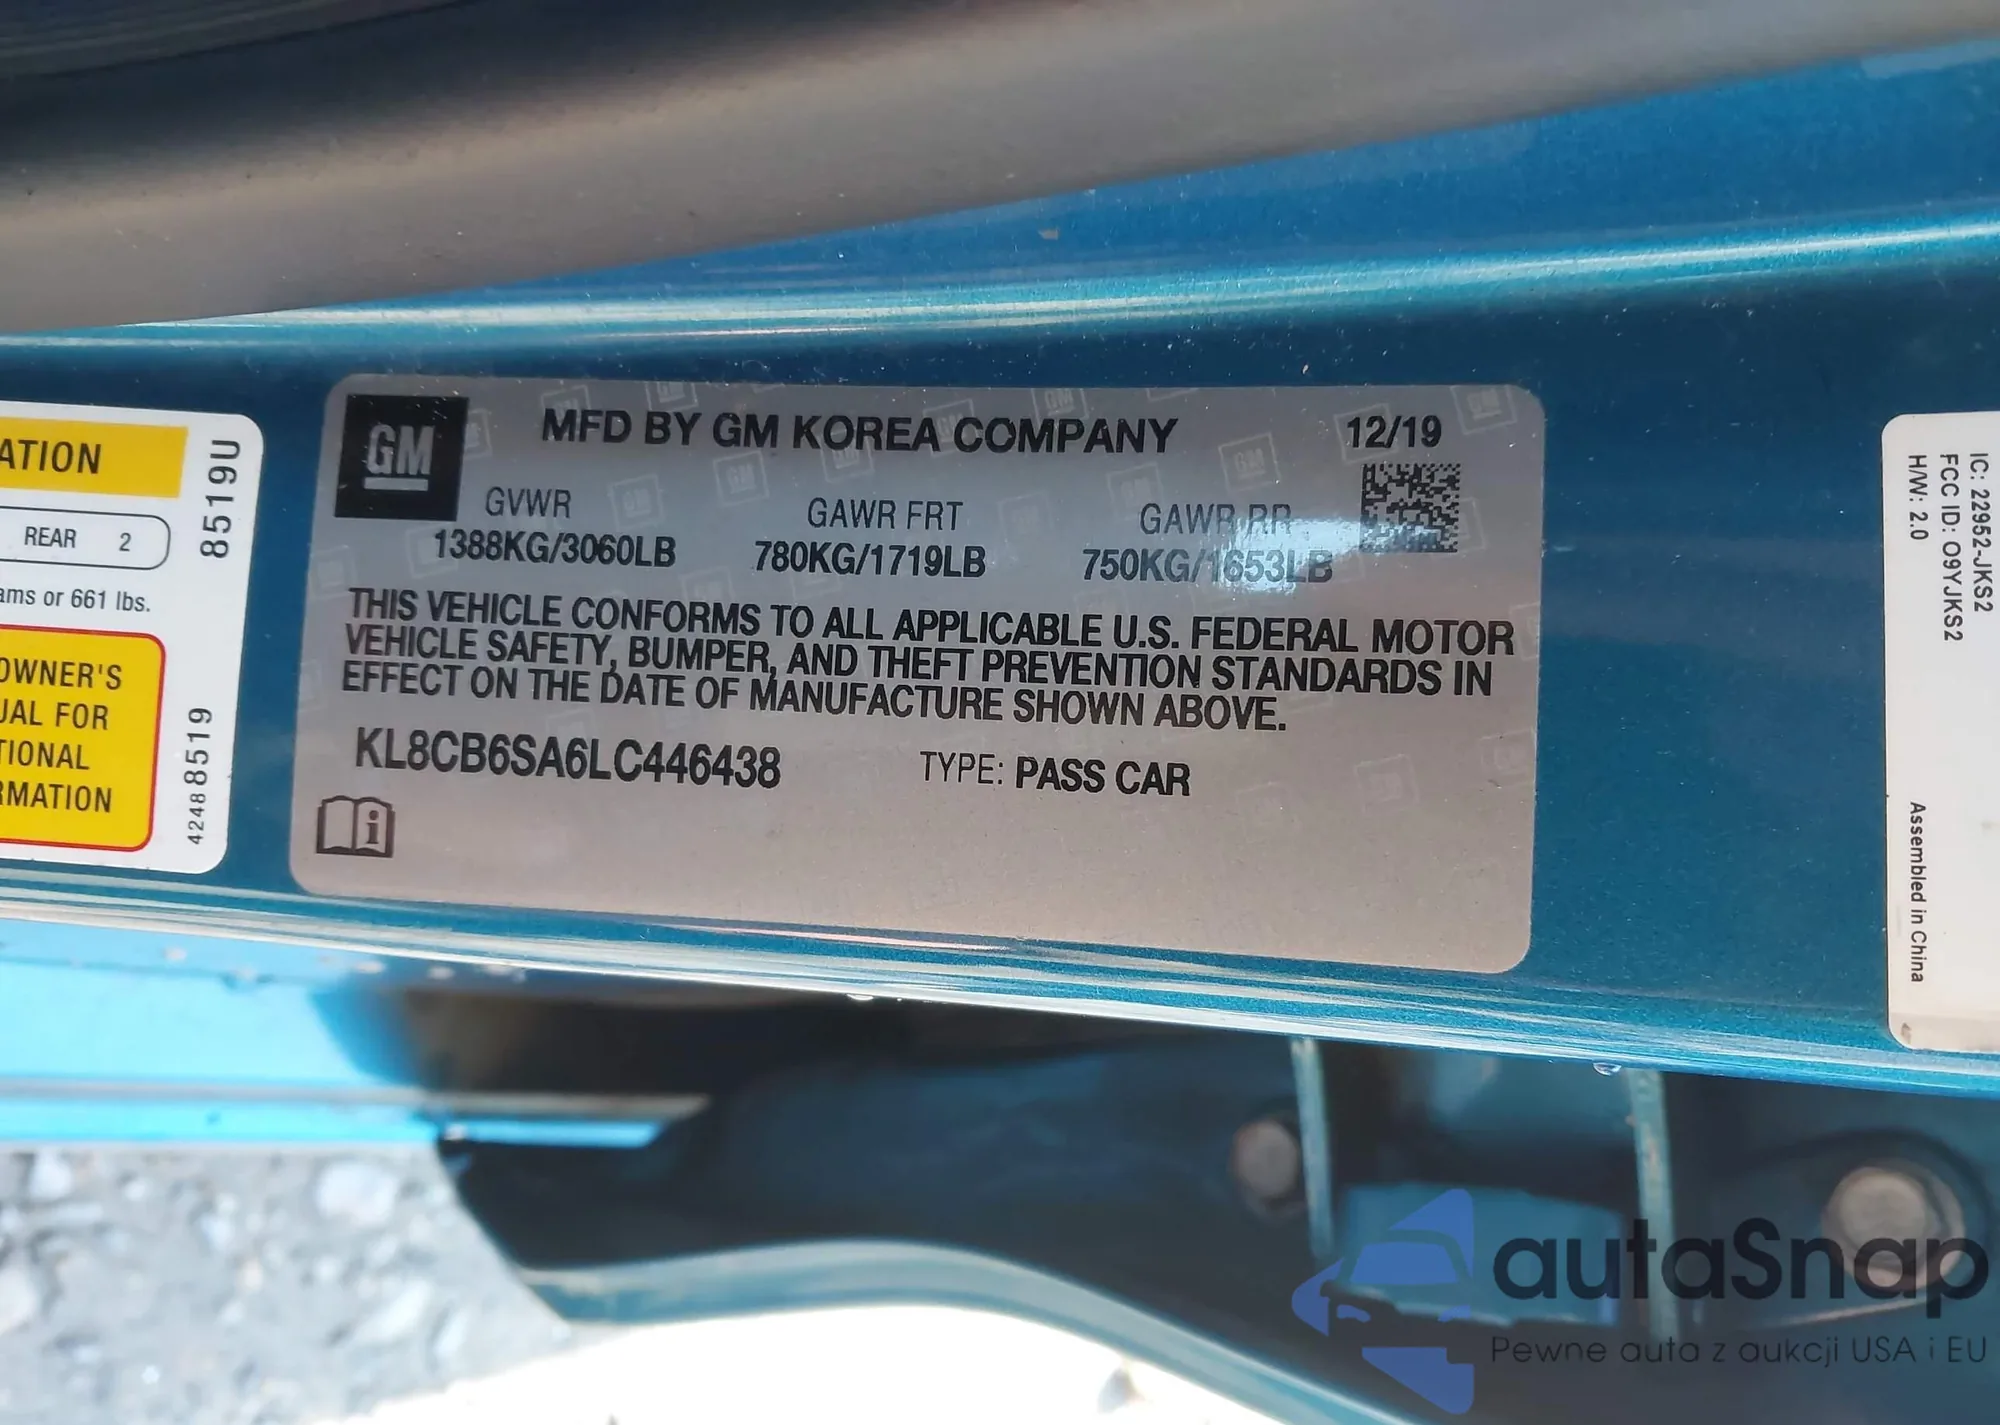 ATION
REAR 2
ams or 661 lbs.
OWNER'S
UAL FOR
TIONAL
RMATION
8519U
42488519
GM
MFD BY GM KOREA COMPANY 12/19
GVWR GAWR FRT GAWR RR
1388KG/3060LB 780KG/1719LB 750KG/1653LB
THIS VEHICLE CONFORMS TO ALL APPLICABLE U.S. FEDERAL MOTOR
VEHICLE SAFETY, BUMPER, AND THEFT PREVENTION STANDARDS IN
EFFECT ON THE DATE OF MANUFACTURE SHOWN ABOVE.
KL8CB6SA6LC446438 TYPE: PASS CAR
i
IC: 22952-JKS2
FCC ID: O9YJKS2
H/W: 2.0
Assembled in China
autaSnap
Pewne auta z aukcji USA i EU